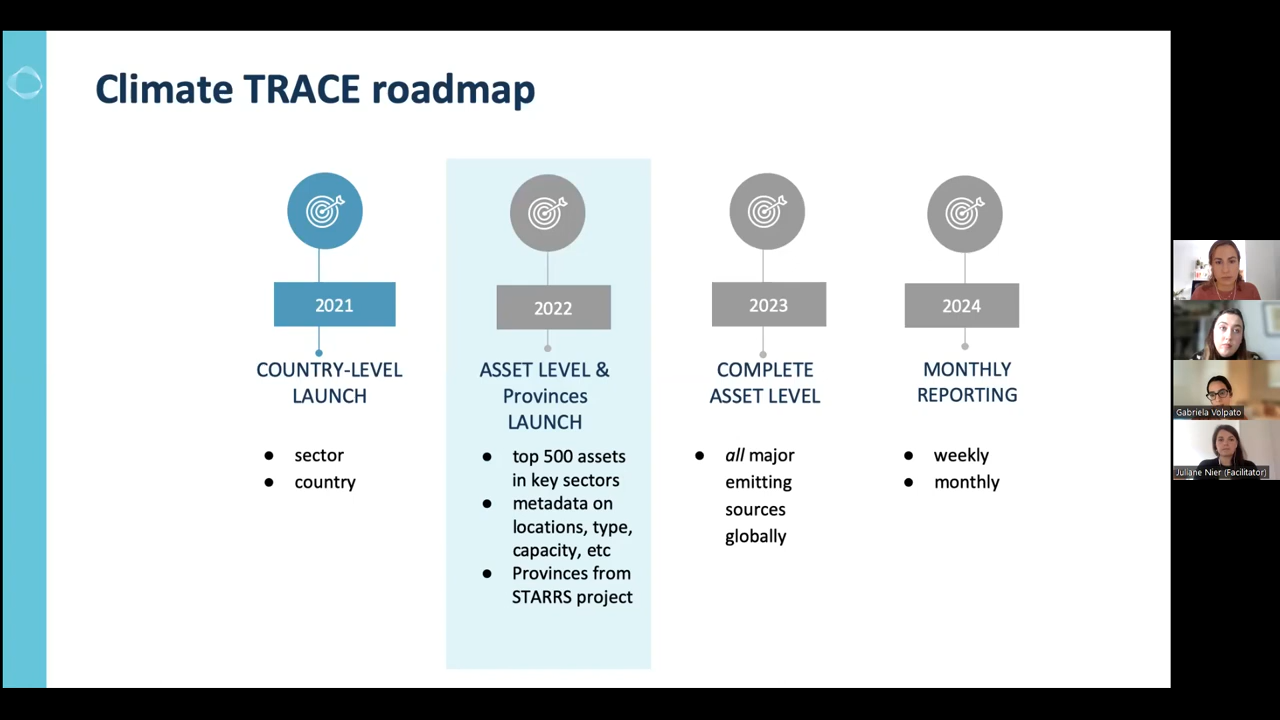 Climate TRACE roadmap
2021
COUNTRY-LEVEL
LAUNCH
● sector
● country
2022
ASSET LEVEL &
Provinces
LAUNCH
● top 500 assets
in key sectors
● metadata on
locations, type,
capacity, etc
● Provinces from
STARRS project
2023
COMPLETE
ASSET LEVEL
● all major
emitting
sources
globally
2024
MONTHLY
REPORTING
● weekly
● monthly
Gabriela Volpato
Juliane Nier (Facilitator)